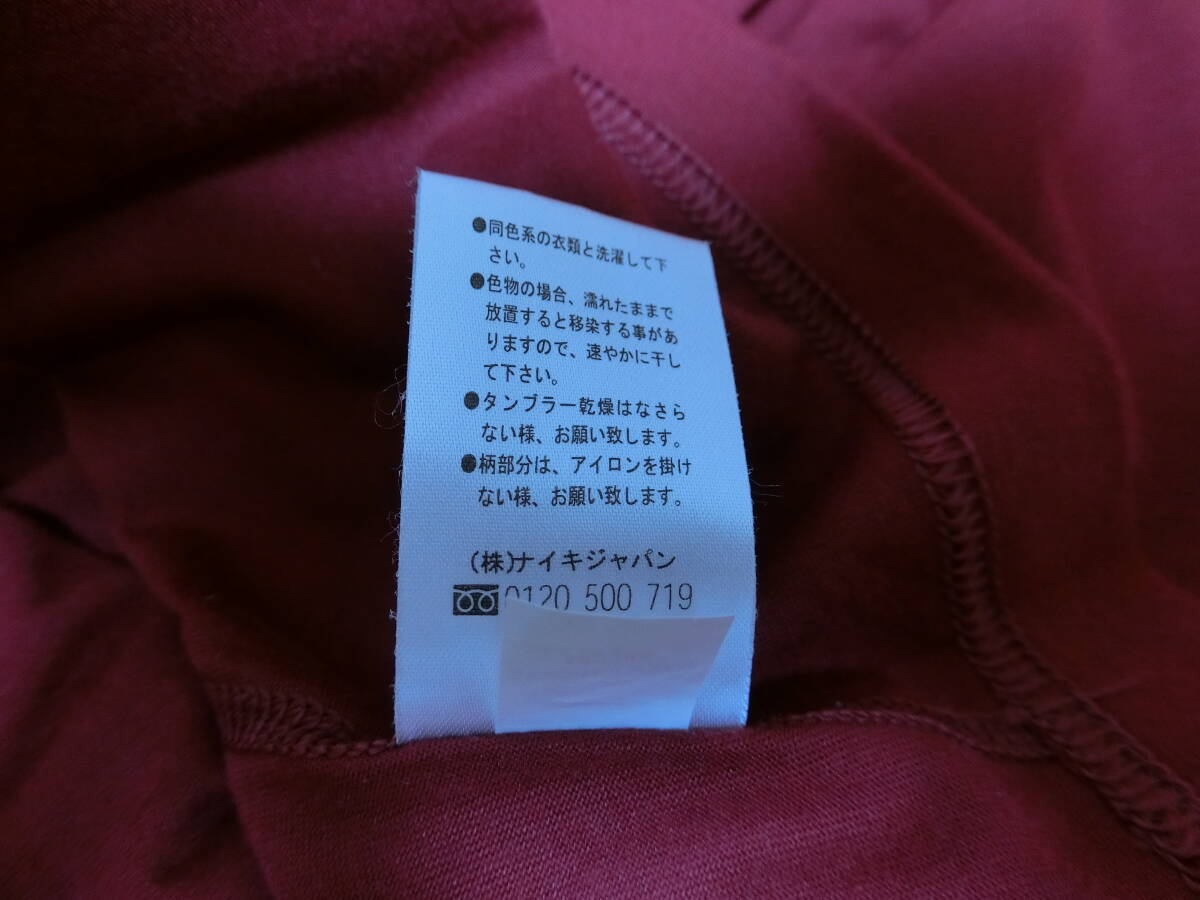 ●同色系の衣類と洗濯して下
さい。
●色物の場合、濡れたままで
放置すると移染する事があ
りますので、速やかに干し
て下さい。
●タンブラー乾燥はなさら
ない様、お願い致します。
●柄部分は、アイロンを掛け
ない様、お願い致します。
(株)ナイキジャパン
0120 500 719